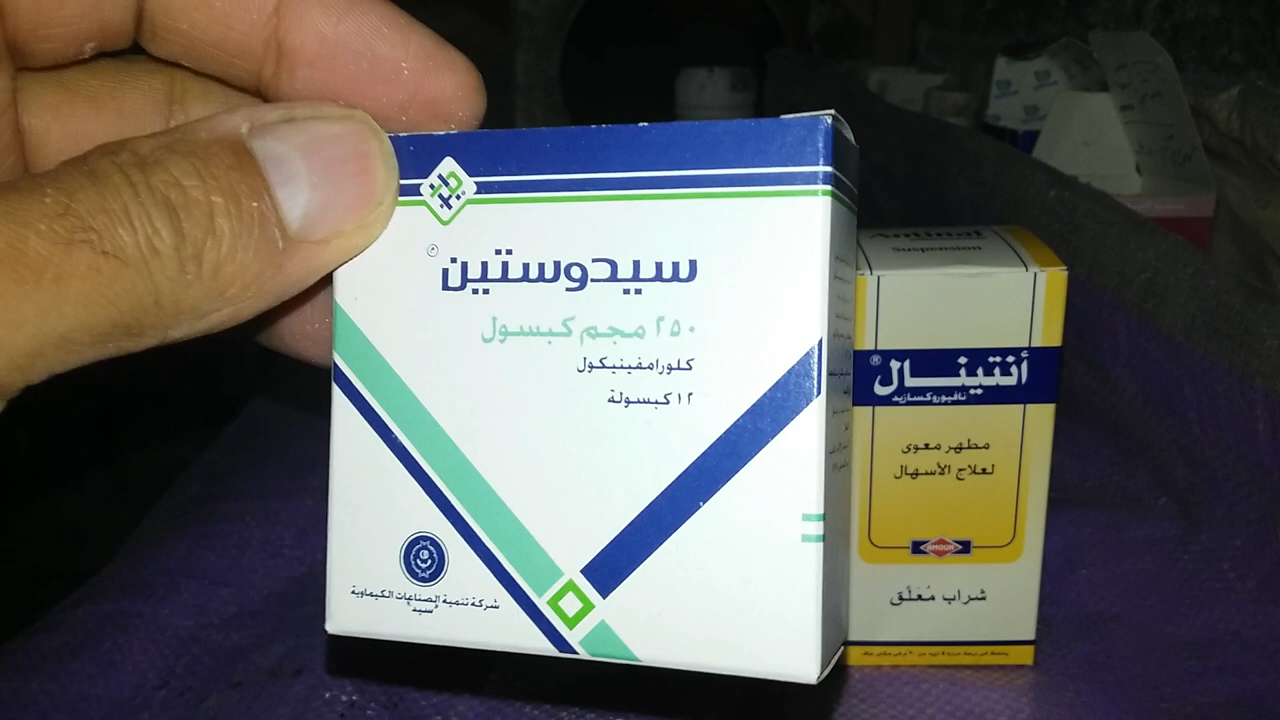 سيدوستين
٢٥٠ مجم كبسول
كلورامفينيكول
١٢ كبسولة
شركة تنمية الصناعات الكيماوية
"سيد"
Antinal
Suspension
أنتينال®
نافيوروكسازيد
مطهر معوى
لعلاج الأسهال
AMOUN
شراب مُعَلَّق